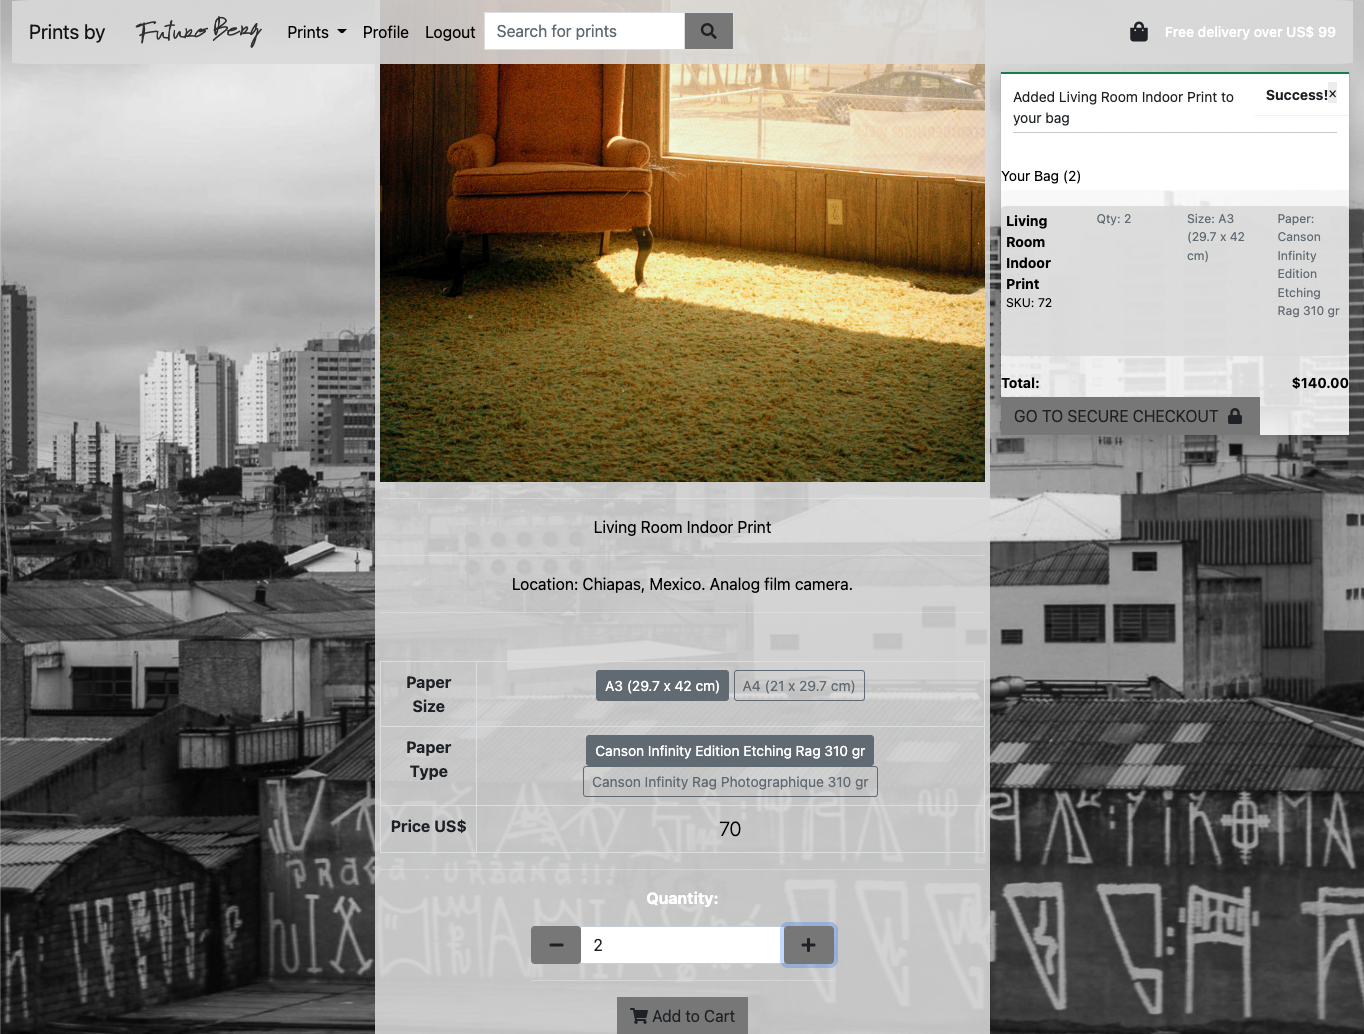 Prints by Futuro Berg Prints Profile Logout Search for prints Free delivery over US$ 99
Added Living Room Indoor Print to
your bag
Success!×
Your Bag (2)
Living
Room
Indoor
Print
SKU: 72
Qty: 2
Size: A3
(29.7 x 42
cm)
Paper:
Canson
Infinity
Edition
Etching
Rag 310 gr
Total: $140.00
GO TO SECURE CHECKOUT
Living Room Indoor Print
Location: Chiapas, Mexico. Analog film camera.
Paper
Size
A3 (29.7 x 42 cm) A4 (21 x 29.7 cm)
Paper
Type
Canson Infinity Edition Etching Rag 310 gr
Canson Infinity Rag Photographique 310 gr
Price US$ 70
Quantity:
2
Add to Cart